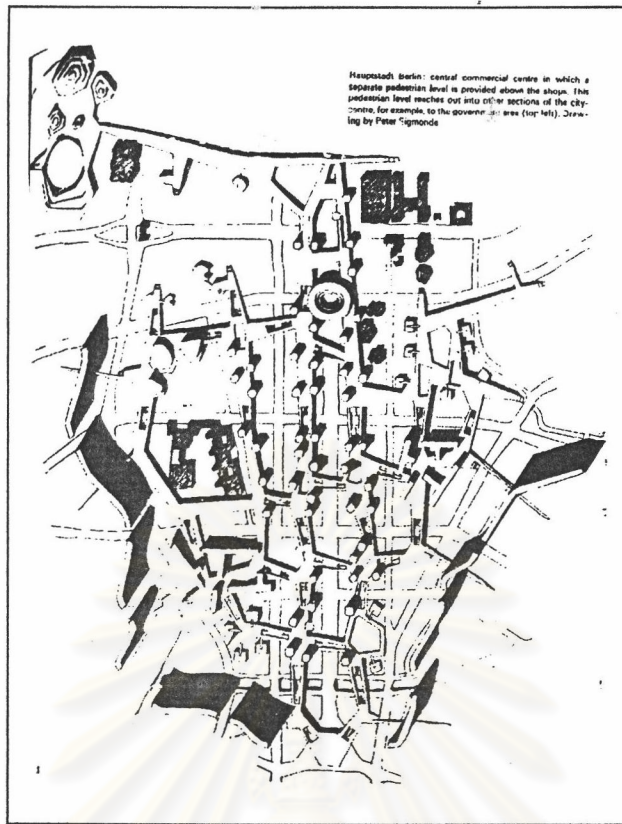 Hauptstadt Berlin: central commercial centre in which a
separate pedestrian level is provided above the shops. This
pedestrian level reaches out into other sections of the city-
centre, for example, to the government area (top left). Draw-
ing by Peter Sigmonde